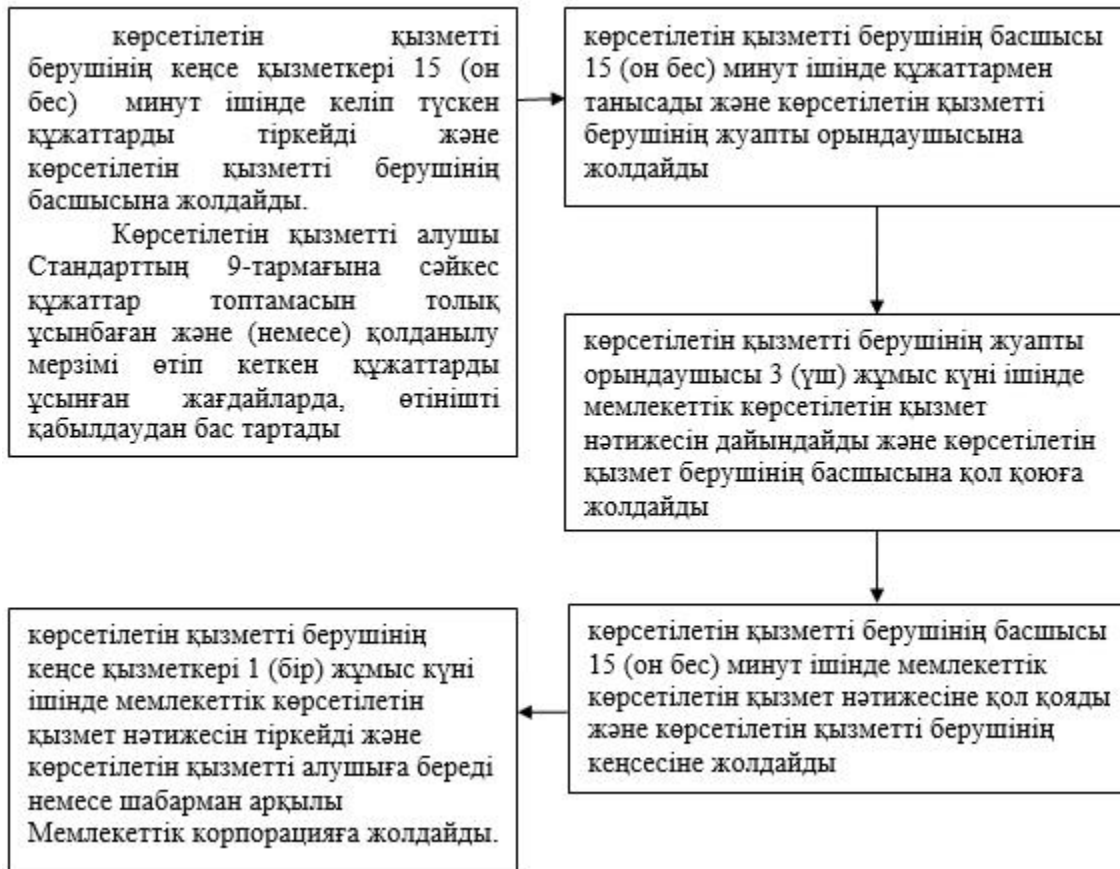 көрсетілетін қызметті
берушінің кеңсе қызметкері 15 (он
бес) минут ішінде келіп түскен
құжаттарды тіркейді және
көрсетілетін қызметті берушінің
басшысына жолдайды.
Көрсетілетін қызметті алушы
Стандарттың 9-тармағына сәйкес
құжаттар топтамасын толық
ұсынбаған және (немесе) қолданылу
мерзімі өтіп кеткен құжаттарды
ұсынған жағдайларда, өтінішті
қабылдаудан бас тартады
көрсетілетін қызметті берушінің басшысы
15 (он бес) минут ішінде құжаттармен
танысады және көрсетілетін қызметті
берушінің жуапты орындаушысына
жолдайды
көрсетілетін қызметті берушінің жуапты
орындаушысы 3 (үш) жұмыс күні ішінде
мемлекеттік көрсетілетін қызмет
нәтижесін дайындайды және көрсетілетін
қызмет берушінің басшысына қол қоюға
жолдайды
көрсетілетін қызметті берушінің басшысы
15 (он бес) минут ішінде мемлекеттік
көрсетілетін қызмет нәтижесіне қол қояды
және көрсетілетін қызметті берушінің
кеңсесіне жолдайды
көрсетілетін қызметті берушінің
кеңсе қызметкері 1 (бір) жұмыс күні
ішінде мемлекеттік көрсетілетін
қызмет нәтижесін тіркейді және
көрсетілетін қызметті алушыға береді
немесе шабарман арқылы
Мемлекеттік корпорацияға жолдайды.